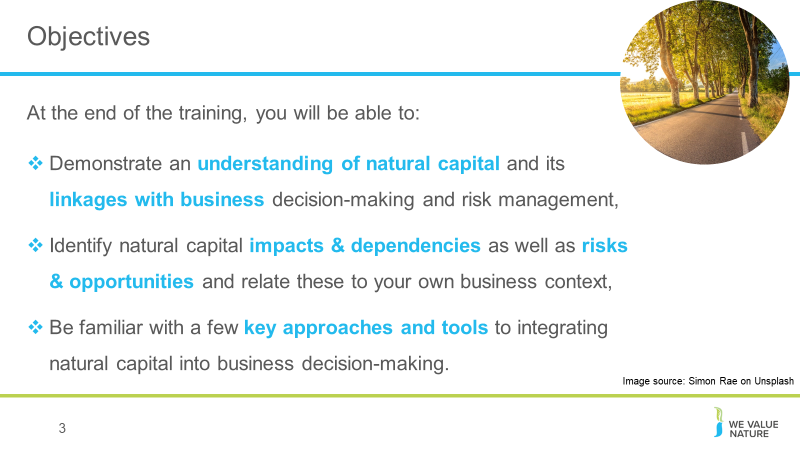 Objectives
At the end of the training, you will be able to:
❖ Demonstrate an understanding of natural capital and its
linkages with business decision-making and risk management,
❖ Identify natural capital impacts & dependencies as well as risks
& opportunities and relate these to your own business context,
❖ Be familiar with a few key approaches and tools to integrating
natural capital into business decision-making.
Image source: Simon Rae on Unsplash
3
WE VALUE
NATURE